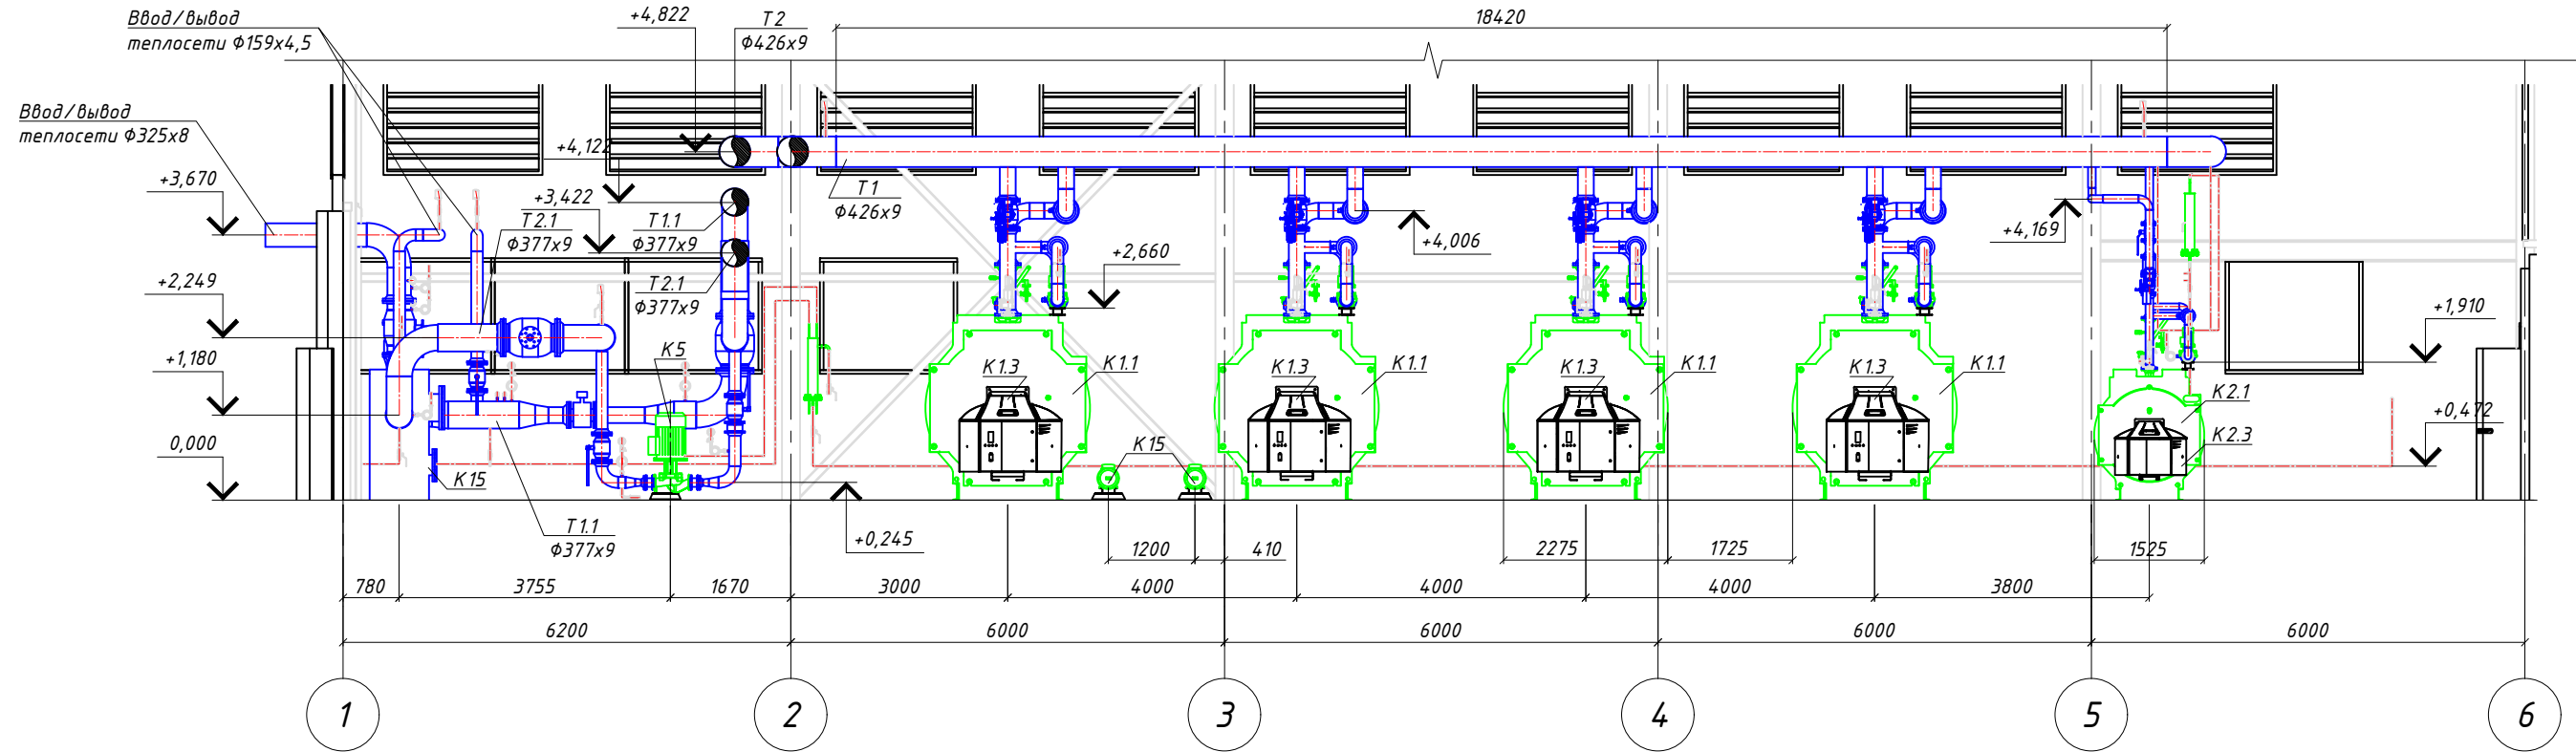 Ввод/вывод
теплосети Ф159х4,5
+4,822
Т2
Ф426х9
18420
Ввод/вывод
теплосети Ф325х8
+4,122
+3,670
+3,422
Т2.1
Ф377х9
Т1.1
Ф377х9
Т1
Ф426х9
+4,006
+4,169
+2,660
+2,249
Т2.1
Ф377х9
+1,910
+1,180
К5
К1.3
К1.1
К1.3
К1.1
К1.3
К1.1
К1.3
К1.1
К2.1
+0,472
0,000
К15
К15
К2.3
Т1.1
Ф377х9
+0,245
1200
410
2275
1725
1525
780
3755
1670
3000
4000
4000
4000
3800
6200
6000
6000
6000
6000
1
2
3
4
5
6